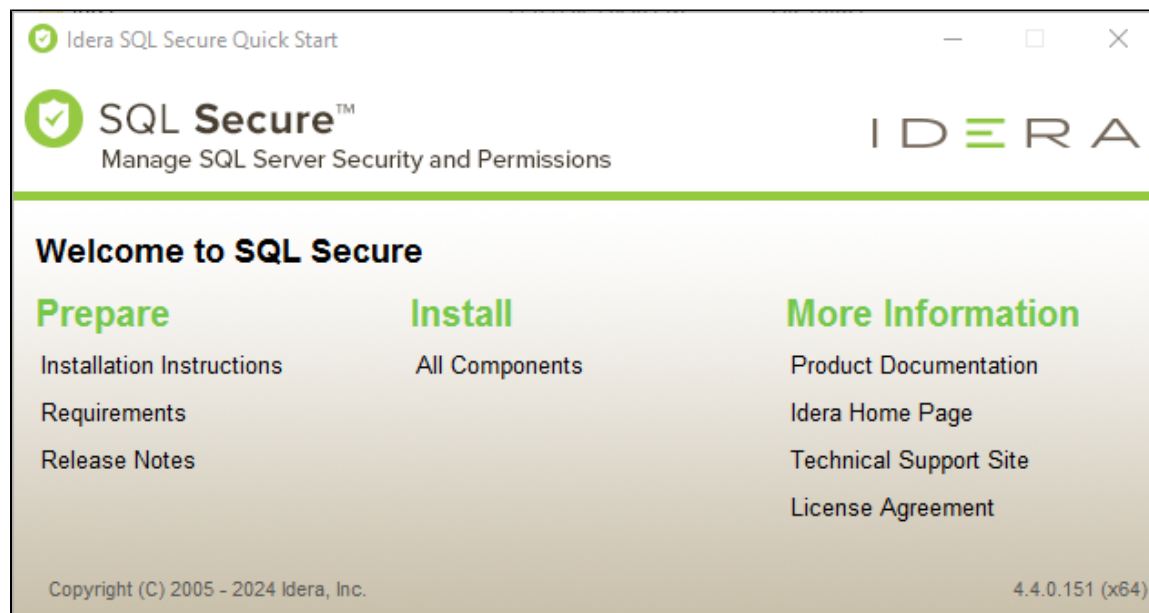 Idera SQL Secure Quick Start
SQL Secure™
Manage SQL Server Security and Permissions
IDERA
Welcome to SQL Secure
Prepare
Installation Instructions
Requirements
Release Notes
Install
All Components
More Information
Product Documentation
Idera Home Page
Technical Support Site
License Agreement
Copyright (C) 2005 - 2024 Idera, Inc.
4.4.0.151 (x64)